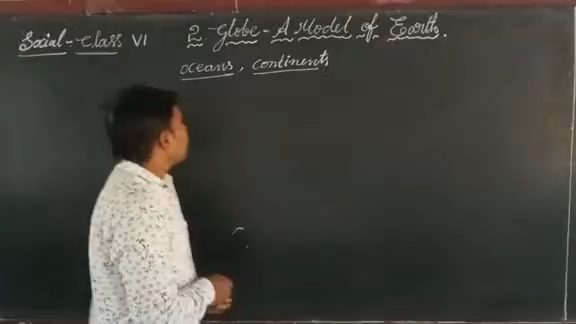 Social - Class VI
2 Globe - A Model of Earth.
oceans, continents